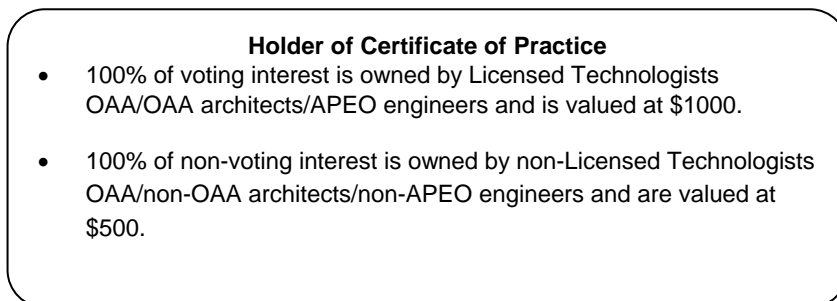 Holder of Certificate of Practice
• 100% of voting interest is owned by Licensed Technologists
OAA/OAA architects/APEO engineers and is valued at $1000.
• 100% of non-voting interest is owned by non-Licensed Technologists
OAA/non-OAA architects/non-APEO engineers and are valued at
$500.